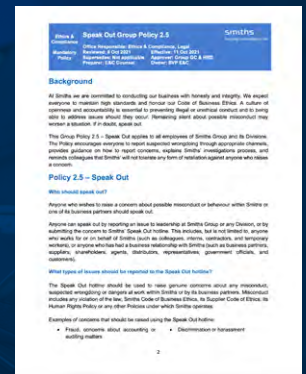 Ethics & Compliance
Speak Out Group Policy 2.5
smiths
Mandatory Policy
Office Responsible: Ethics & Compliance, Legal
Reviewed: 6 Oct 2021 Effective: 11 Oct 2021
Supersedes: Not applicable Approver: Group GC & HRD
Preparer: E&C Counsel Owner: SVP E&C
Background
At Smiths we are committed to conducting our business with honesty and integrity. We expect
everyone to maintain high standards and honour our Code of Business Ethics. A culture of
openness and accountability is essential to preventing illegal or unethical conduct and to being
able to address issues should they occur. Remaining silent about possible misconduct may
worsen a situation. If in doubt, speak out.
This Group Policy 2.5 – Speak Out applies to all employees of Smiths Group and its Divisions.
The Policy encourages everyone to report suspected wrongdoing through appropriate channels,
provides guidance on how to report concerns, explains Smiths' investigations process, and
reminds colleagues that Smiths' will not tolerate any form of retaliation against anyone who raises
a concern.
Policy 2.5 – Speak Out
Who should speak out?
Anyone who wishes to raise a concern about possible misconduct or behaviour within Smiths or
one of its business partners should speak out.
Anyone can speak out by reporting an issue to leadership at Smiths Group or any Division, or by
submitting the concern to Smiths' Speak Out hotline. This includes, but is not limited to, anyone
who works for or on behalf of Smiths (such as colleagues, interns, contractors, and temporary
workers), or anyone who has had a business relationship with Smiths (such as business partners,
suppliers, shareholders, agents, distributors, representatives, government officials, and
customers).
What types of issues should be reported to the Speak Out hotline?
The Speak Out hotline should be used to raise genuine concerns about any misconduct,
suspected wrongdoing or dangers at work within Smiths or by its business partners. Misconduct
includes any violation of the law, Smiths Code of Business Ethics, its Supplier Code of Ethics, its
Human Rights Policy or any other Policies under which Smiths operates.
Examples of concerns that should be raised using the Speak Out hotline:
• Fraud, concerns about accounting or auditing matters
• Discrimination or harassment
2